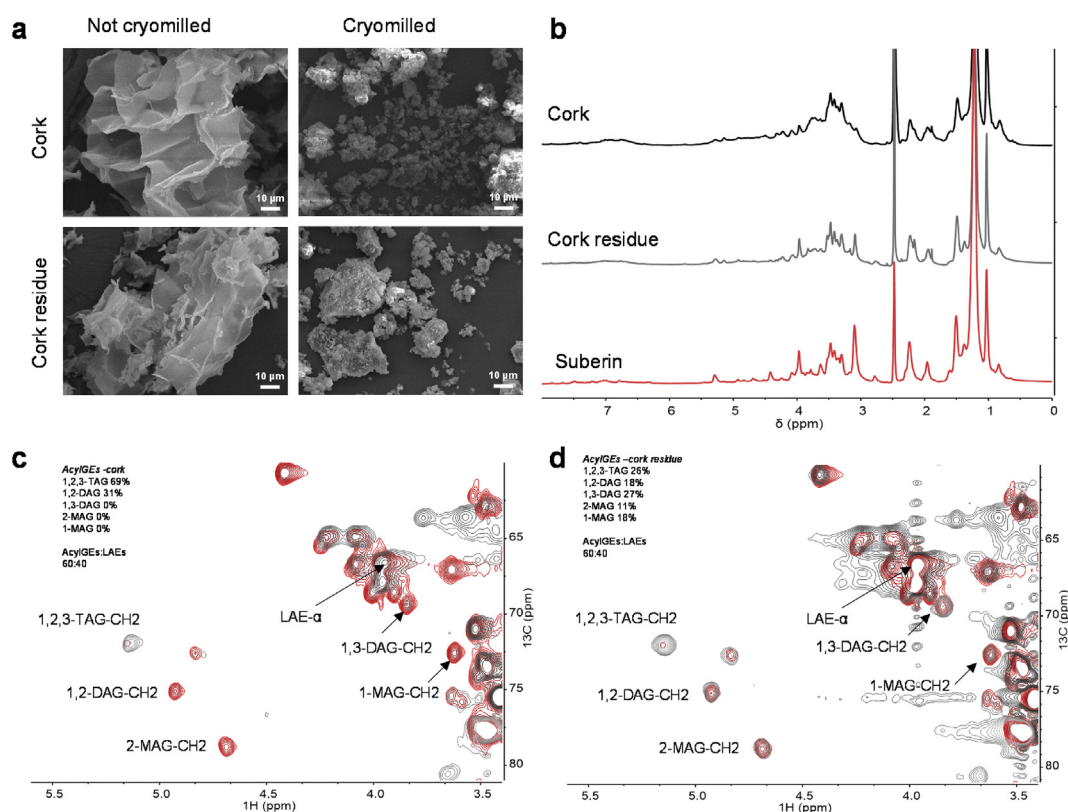 a
Not cryomilled
Cryomilled
Cork
Cork residue
10 µm
10 µm
10 µm
10 µm
b
Cork
Cork residue
Suberin
7 6 5 4 3 2 1 0
δ (ppm)
c
AcylGEs -cork
1,2,3-TAG 69%
1,2-DAG 31%
1,3-DAG 0%
2-MAG 0%
1-MAG 0%
AcylGEs:LAEs
60:40
1,2,3-TAG-CH2
LAE-α
1,3-DAG-CH2
1,2-DAG-CH2
1-MAG-CH2
2-MAG-CH2
65
70
75
80
13C (ppm)
5.5 5.0 4.5 4.0 3.5
1H (ppm)
d
AcylGEs –cork residue
1,2,3-TAG 26%
1,2-DAG 18%
1,3-DAG 27%
2-MAG 11%
1-MAG 18%
AcylGEs:LAEs
60:40
1,2,3-TAG-CH2
LAE-α
1,3-DAG-CH2
1,2-DAG-CH2
1-MAG-CH2
2-MAG-CH2
65
70
75
80
13C (ppm)
5.5 5.0 4.5 4.0 3.5
1H (ppm)